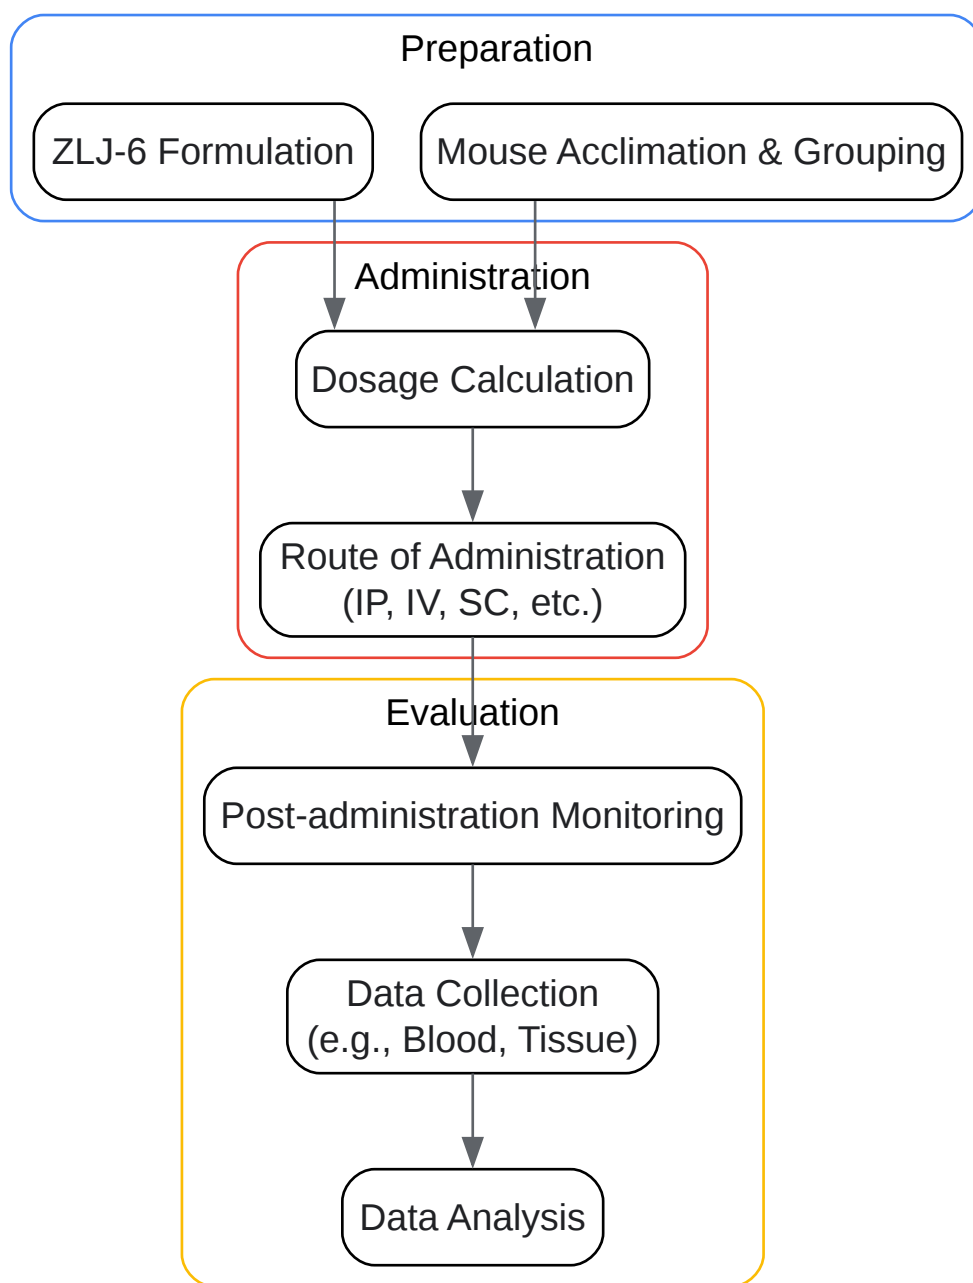 Preparation
ZLJ-6 Formulation
Mouse Acclimation & Grouping
Administration
Dosage Calculation
Route of Administration
(IP, IV, SC, etc.)
Evaluation
Post-administration Monitoring
Data Collection
(e.g., Blood, Tissue)
Data Analysis